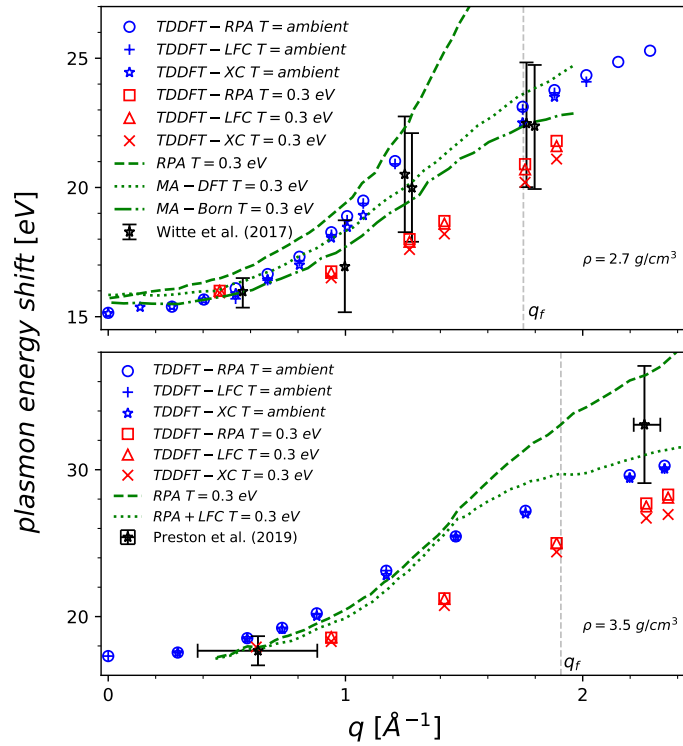 plasmon energy shift [eV]
25
20
15
TDDFT−RPA T = ambient
TDDFT−LFC T = ambient
TDDFT−XC T = ambient
TDDFT−RPA T = 0.3 eV
TDDFT−LFC T = 0.3 eV
TDDFT−XC T = 0.3 eV
RPA T = 0.3 eV
MA−DFT T = 0.3 eV
MA−Born T = 0.3 eV
Witte et al. (2017)
ρ = 2.7 g/cm³
q_f
30
20
TDDFT−RPA T = ambient
TDDFT−LFC T = ambient
TDDFT−XC T = ambient
TDDFT−RPA T = 0.3 eV
TDDFT−LFC T = 0.3 eV
TDDFT−XC T = 0.3 eV
RPA T = 0.3 eV
RPA + LFC T = 0.3 eV
Preston et al. (2019)
ρ = 3.5 g/cm³
q_f
0 1 2
q [Å⁻¹]